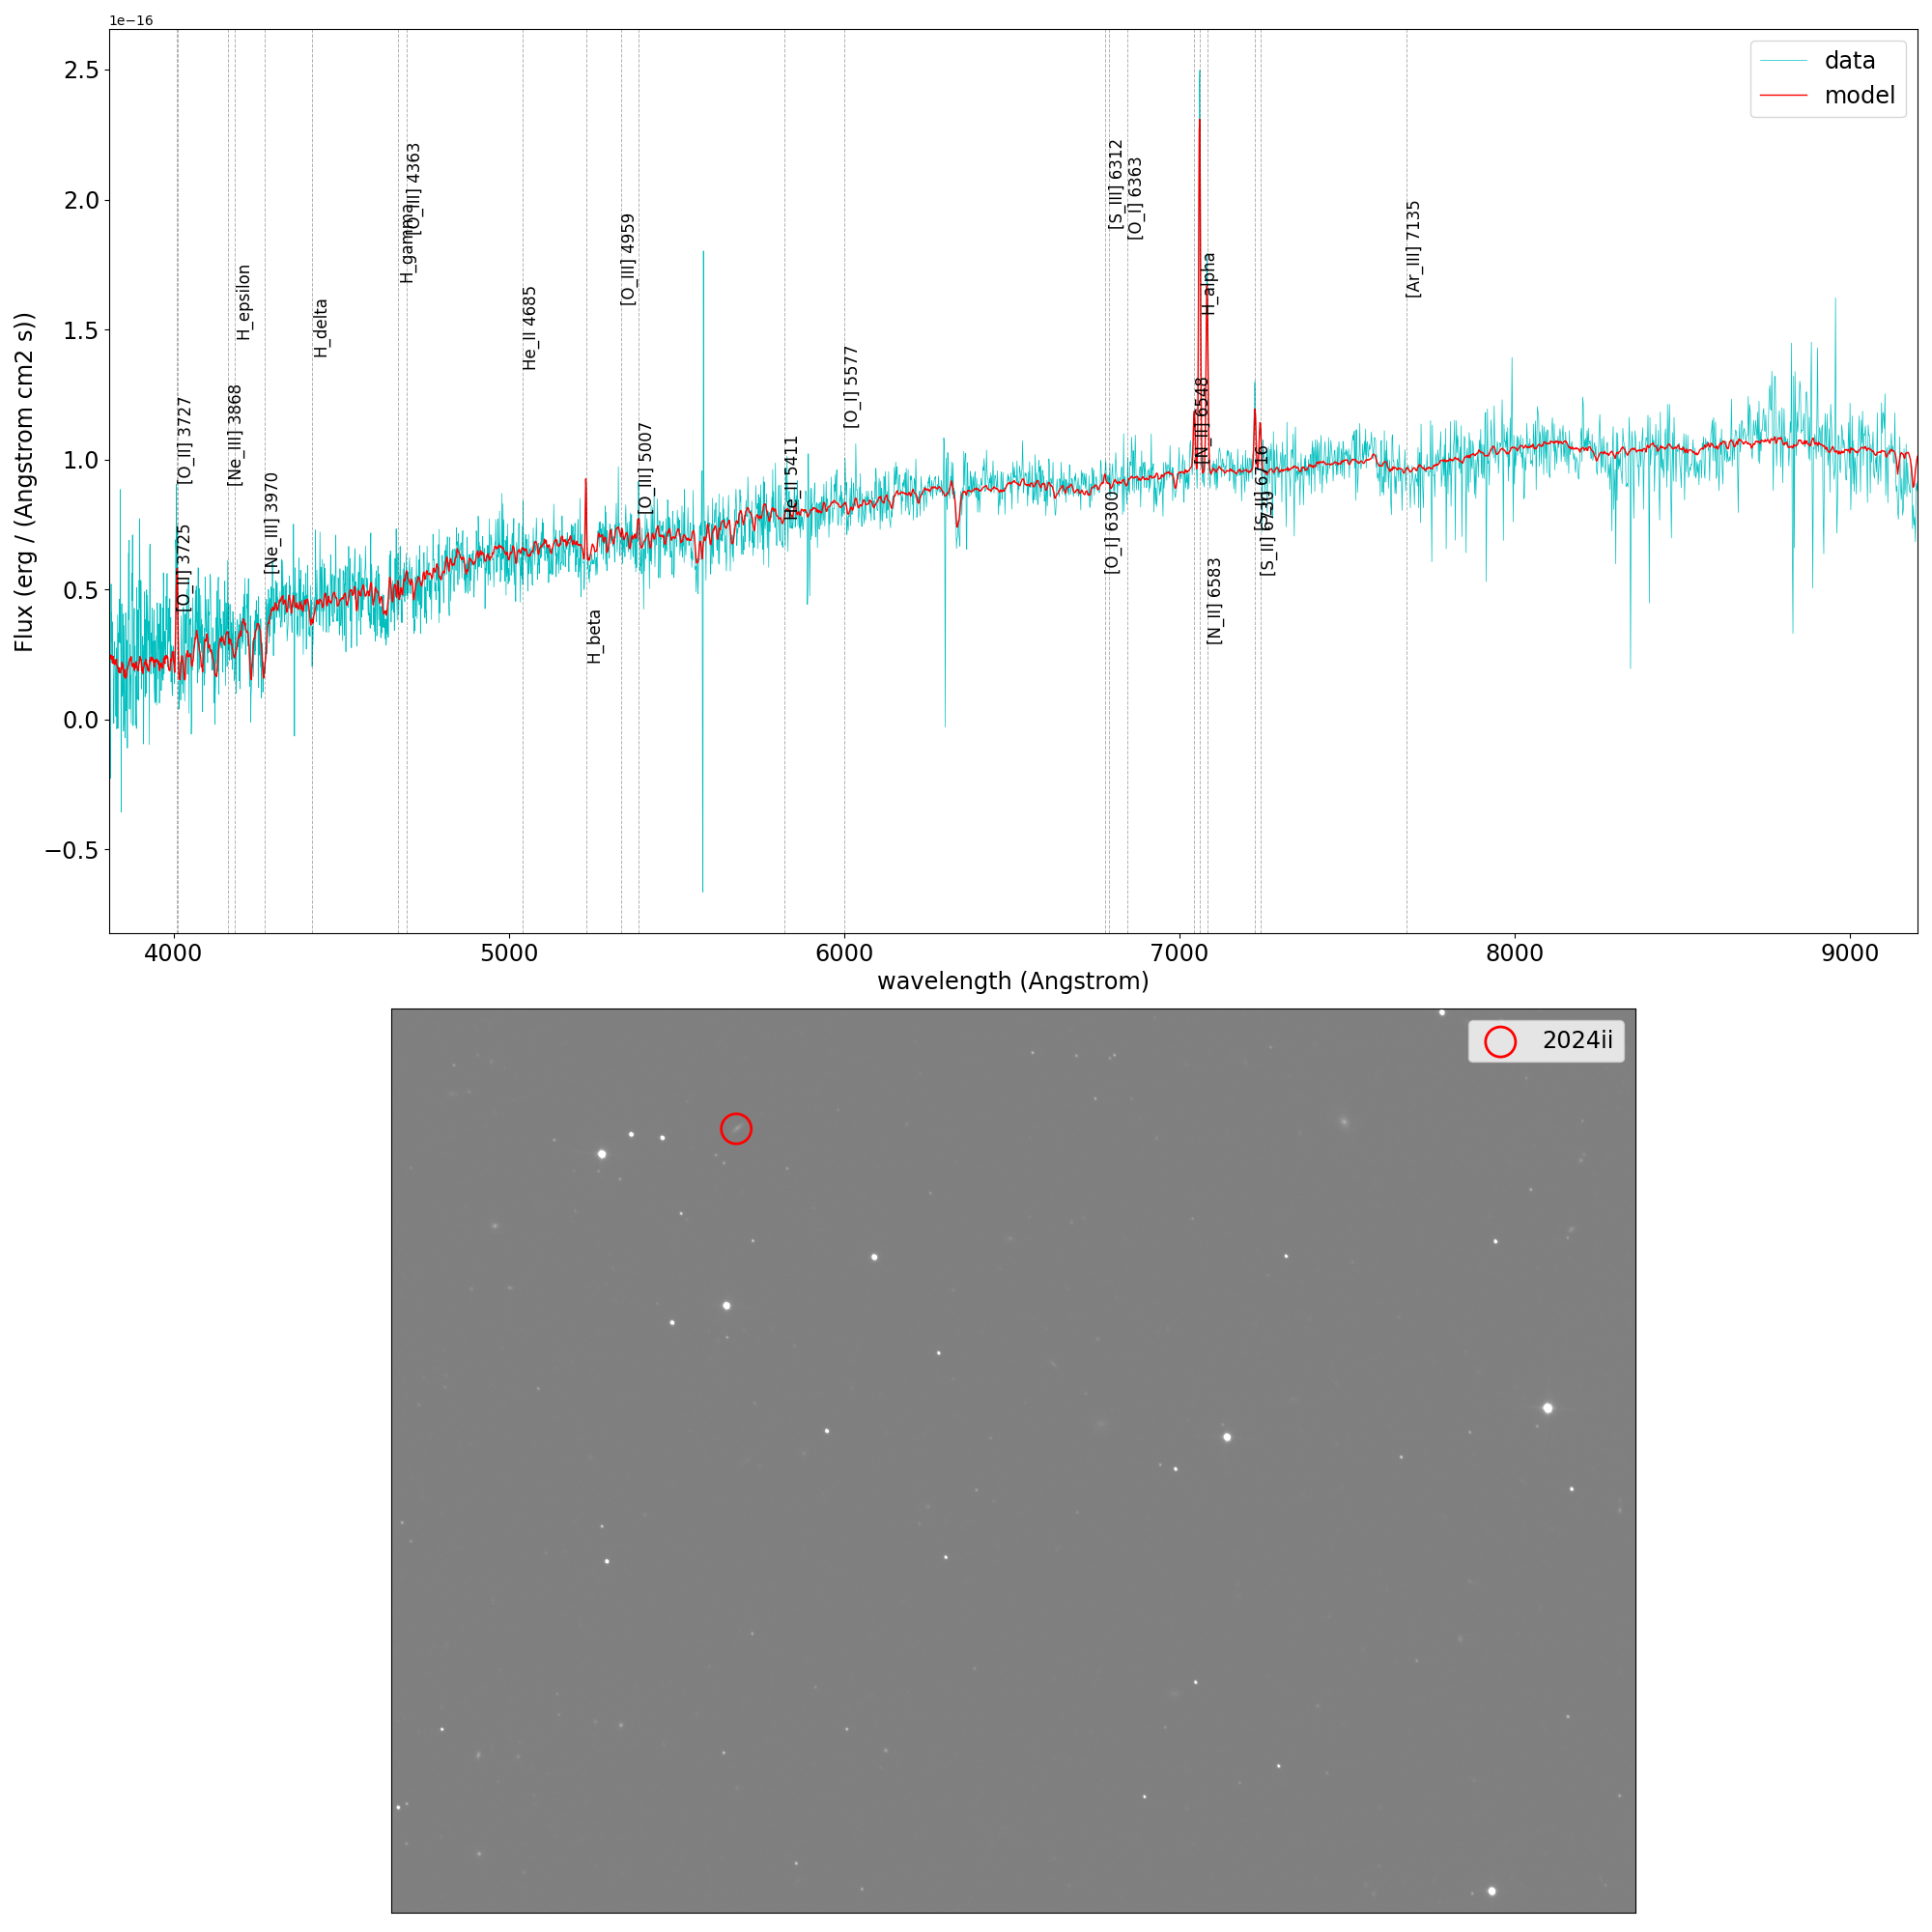 1e−16
Flux (erg / (Angstrom cm2 s))
2.5
2.0
1.5
1.0
0.5
0.0
−0.5
data
model
[O_II] 3725
[O_II] 3727
[Ne_III] 3868
H_epsilon
[Ne_III] 3970
H_delta
H_gamma
[O_III] 4363
He_II 4685
H_beta
[O_III] 4959
[O_III] 5007
He_II 5411
[O_I] 5577
[O_I] 6300
[S_III] 6312
[O_I] 6363
[N_II] 6548
H_alpha
[N_II] 6583
[S_II] 6716
[S_II] 6730
[Ar_III] 7135
4000 5000 6000 7000 8000 9000
wavelength (Angstrom)
2024ii